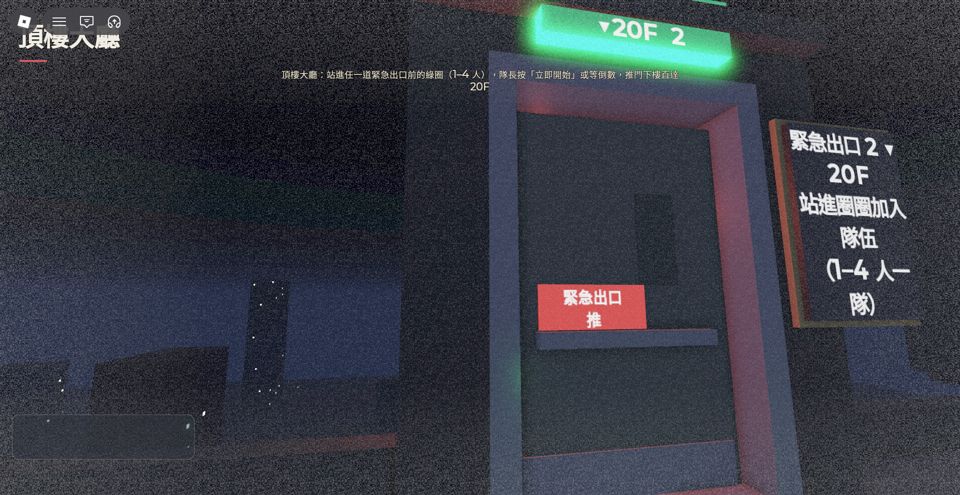 頂樓大廳
▼20F 2
頂樓大廳：站進任一道緊急出口前的綠圈（1–4 人），隊長按「立即開始」或等倒數，推門下樓直達
20F
緊急出口 2 ▼
20F
站進圈圈加入
隊伍
(1–4 人一
隊)
緊急出口
推